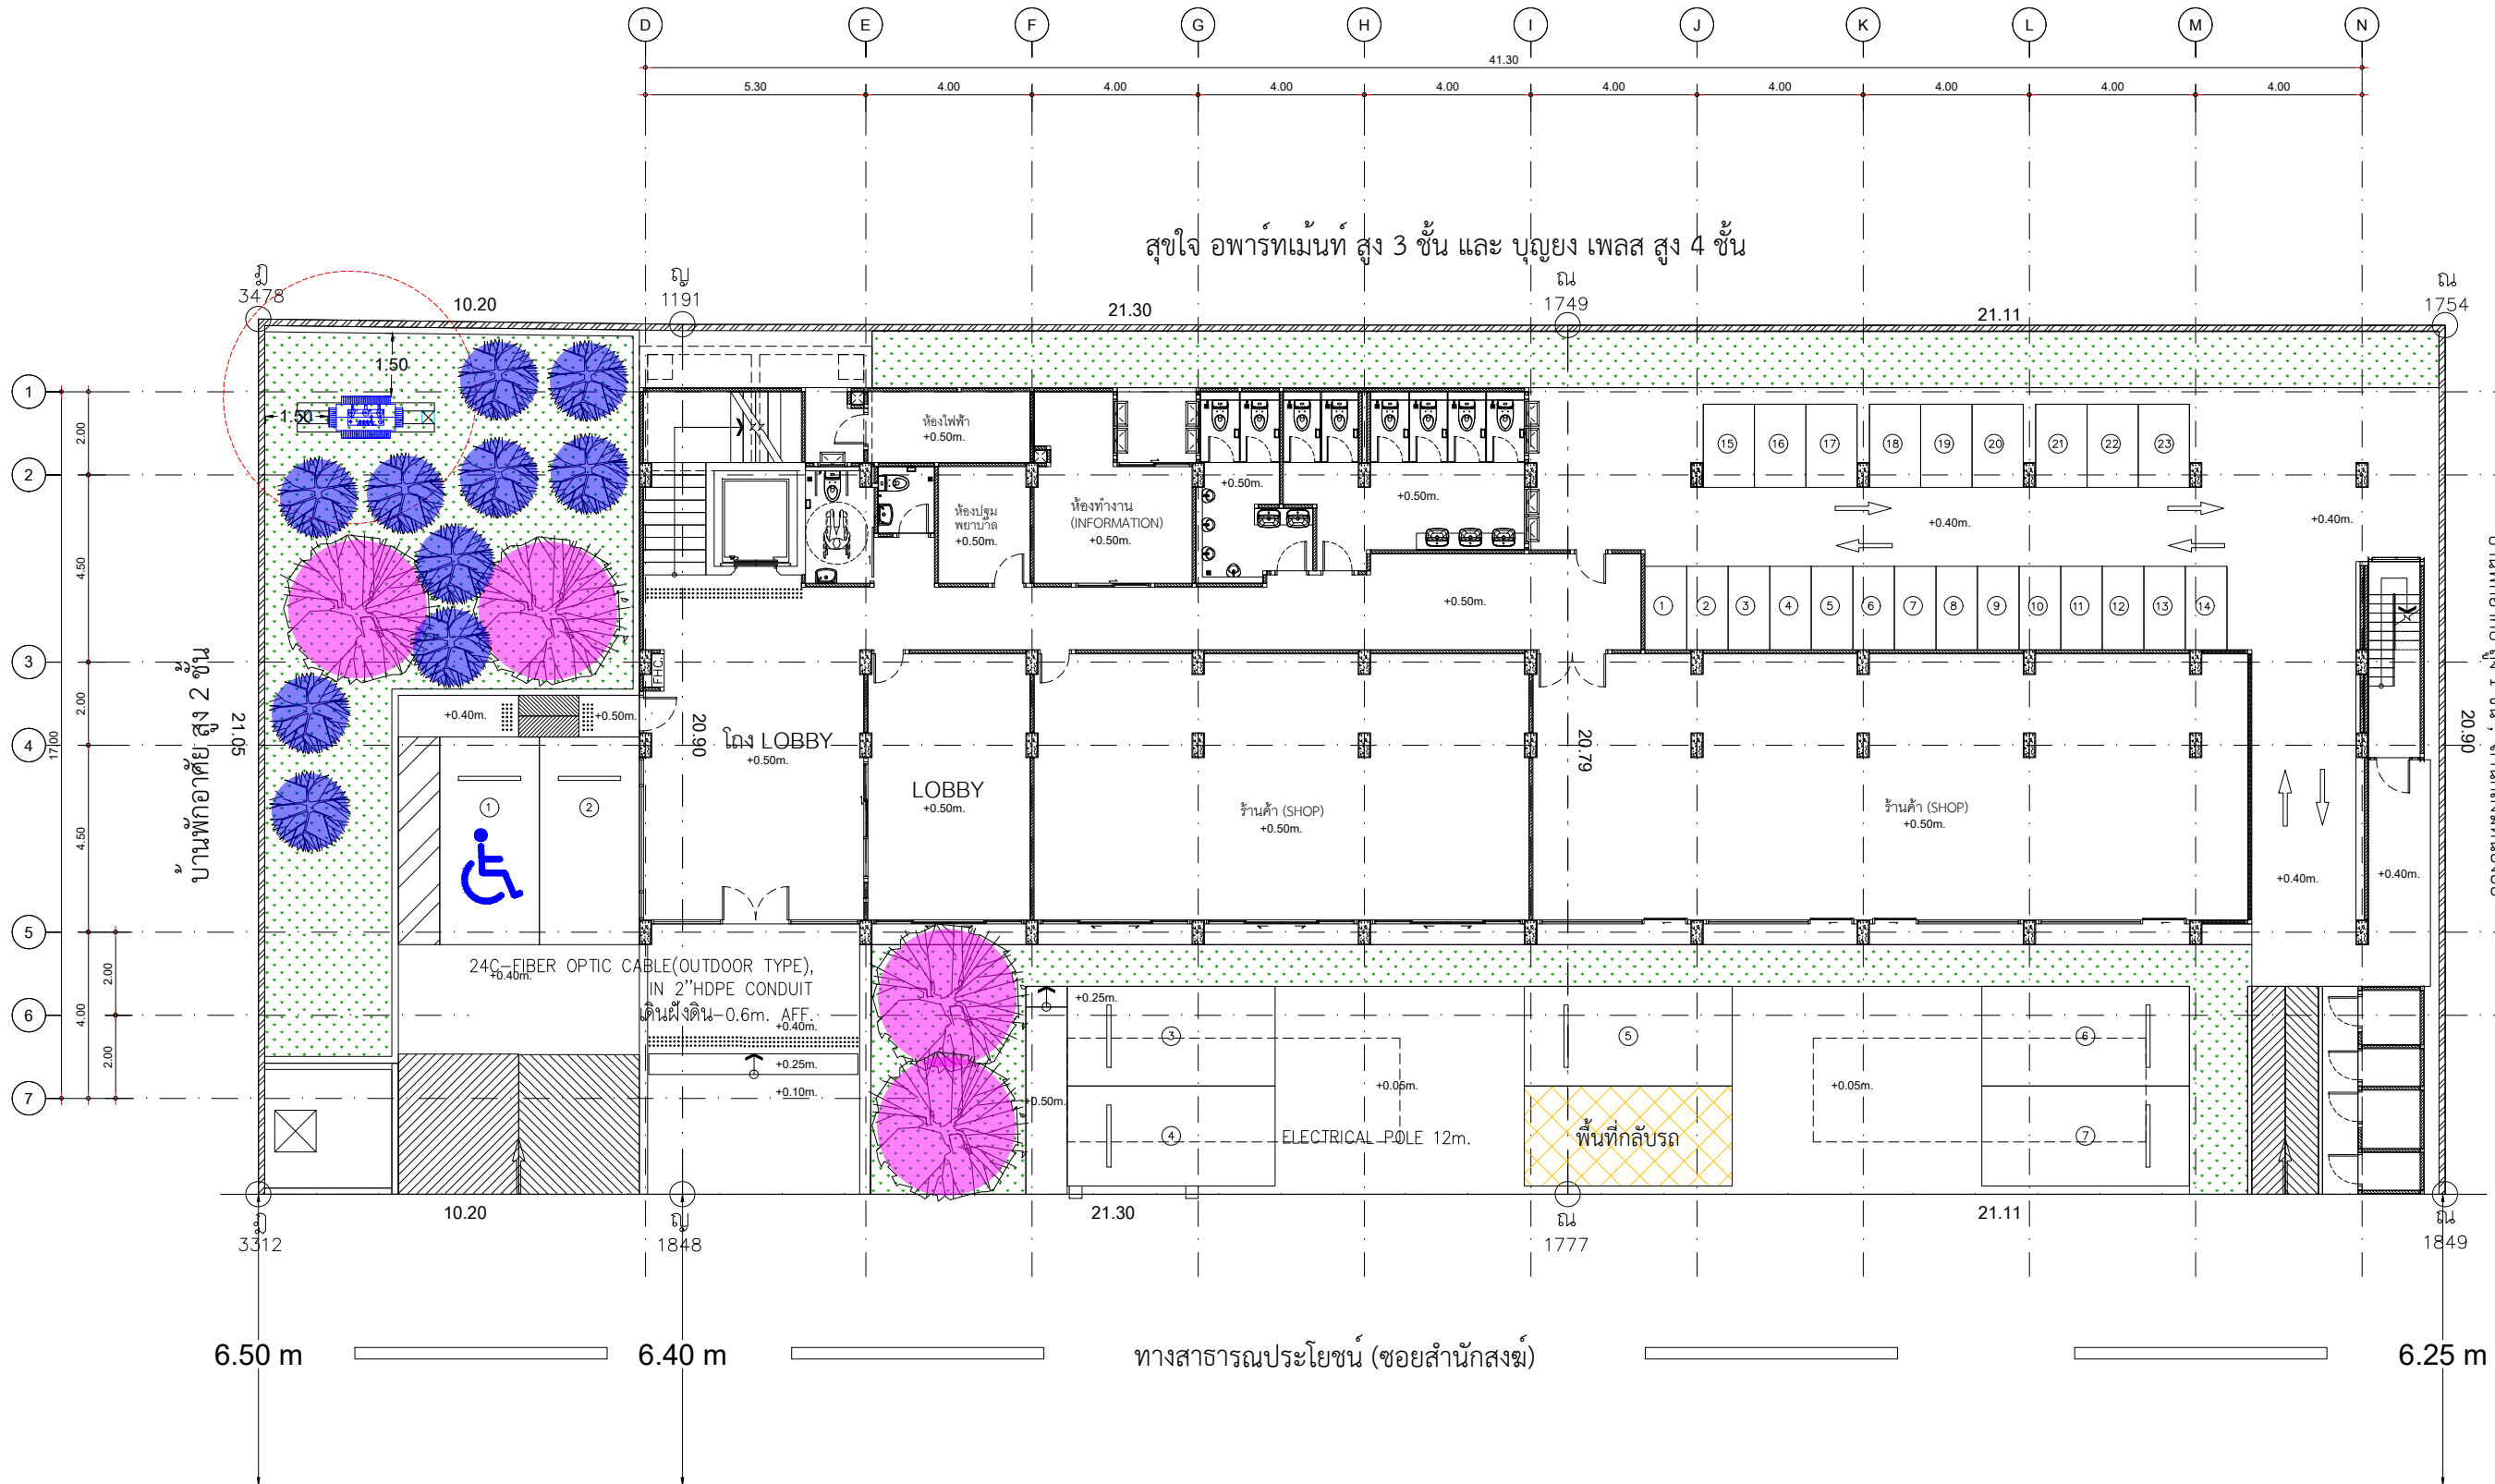 D E F G H I J K L M N
41.30
5.30 4.00 4.00 4.00 4.00 4.00 4.00 4.00 4.00 4.00
สุขใจ อพาร์ทเม้นท์ สูง 3 ชั้น และ บุญยง เพลส สูง 4 ชั้น
3478
10.20
ญ
1191
21.30
ณ
1749
21.11
ณ
1754
1
2
3
4
5
6
7
2.00
4.50
2.00
17.00
4.50
2.00
4.00
2.00
1.50
1.50
บ้านพักอาศัย สูง 2 ชั้น
21.05
ห้องไฟฟ้า
+0.50m.
ห้องปฐม
พยาบาล
+0.50m.
ห้องทำงาน
(INFORMATION)
+0.50m.
+0.50m.
+0.50m.
+0.50m.
15 16 17 18 19 20 21 22 23
+0.40m.
+0.40m.
1 2 3 4 5 6 7 8 9 10 11 12 13 14
FHC.
+0.40m.
+0.50m.
20.90
โถง LOBBY
+0.50m.
LOBBY
+0.50m.
ร้านค้า (SHOP)
+0.50m.
20.79
ร้านค้า (SHOP)
+0.50m.
+0.40m.
+0.40m.
20.90
1
2
24C-FIBER OPTIC CABLE(OUTDOOR TYPE),
+0.40m.
IN 2"HDPE CONDUIT
เดินฝังดิน-0.6m. AFF.
+0.40m.
+0.25m.
+0.10m.
+0.25m.
+0.50m.
3
4
+0.05m.
ELECTRICAL POLE 12m.
5
พื้นที่กลับรถ
+0.05m.
6
7
3312
10.20
ญ
1848
21.30
ณ
1777
21.11
ณ
1849
6.50 m
6.40 m
ทางสาธารณประโยชน์ (ซอยสำนักสงฆ์)
6.25 m